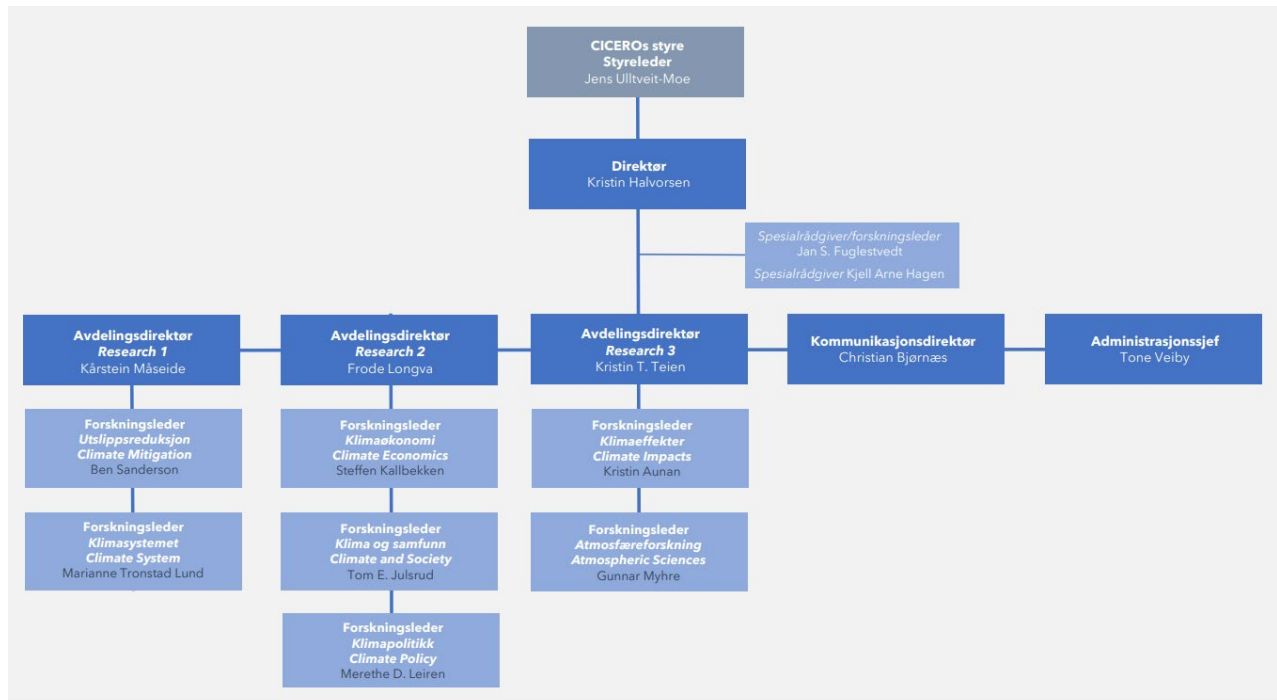 CICEROs styre
Styreleder
Jens Ulltveit-Moe
Direktør
Kristin Halvorsen
Spesialrådgiver/forskningsleder
Jan S. Fuglestvedt
Spesialrådgiver Kjell Arne Hagen
Avdelingsdirektør
Research 1
Kårstein Måseide
Avdelingsdirektør
Research 2
Frode Longva
Avdelingsdirektør
Research 3
Kristin T. Teien
Kommunikasjonsdirektør
Christian Bjørnæs
Administrasjonssjef
Tone Veiby
Forskningsleder
Utslippsreduksjon
Climate Mitigation
Ben Sanderson
Forskningsleder
Klimaøkonomi
Climate Economics
Steffen Kallbekken
Forskningsleder
Klimaeffekter
Climate Impacts
Kristin Aunan
Forskningsleder
Klimasystemet
Climate System
Marianne Tronstad Lund
Forskningsleder
Klima og samfunn
Climate and Society
Tom E. Julsrud
Forskningsleder
Atmosfæreforskning
Atmospheric Sciences
Gunnar Myhre
Forskningsleder
Klimapolitikk
Climate Policy
Merethe D. Leiren